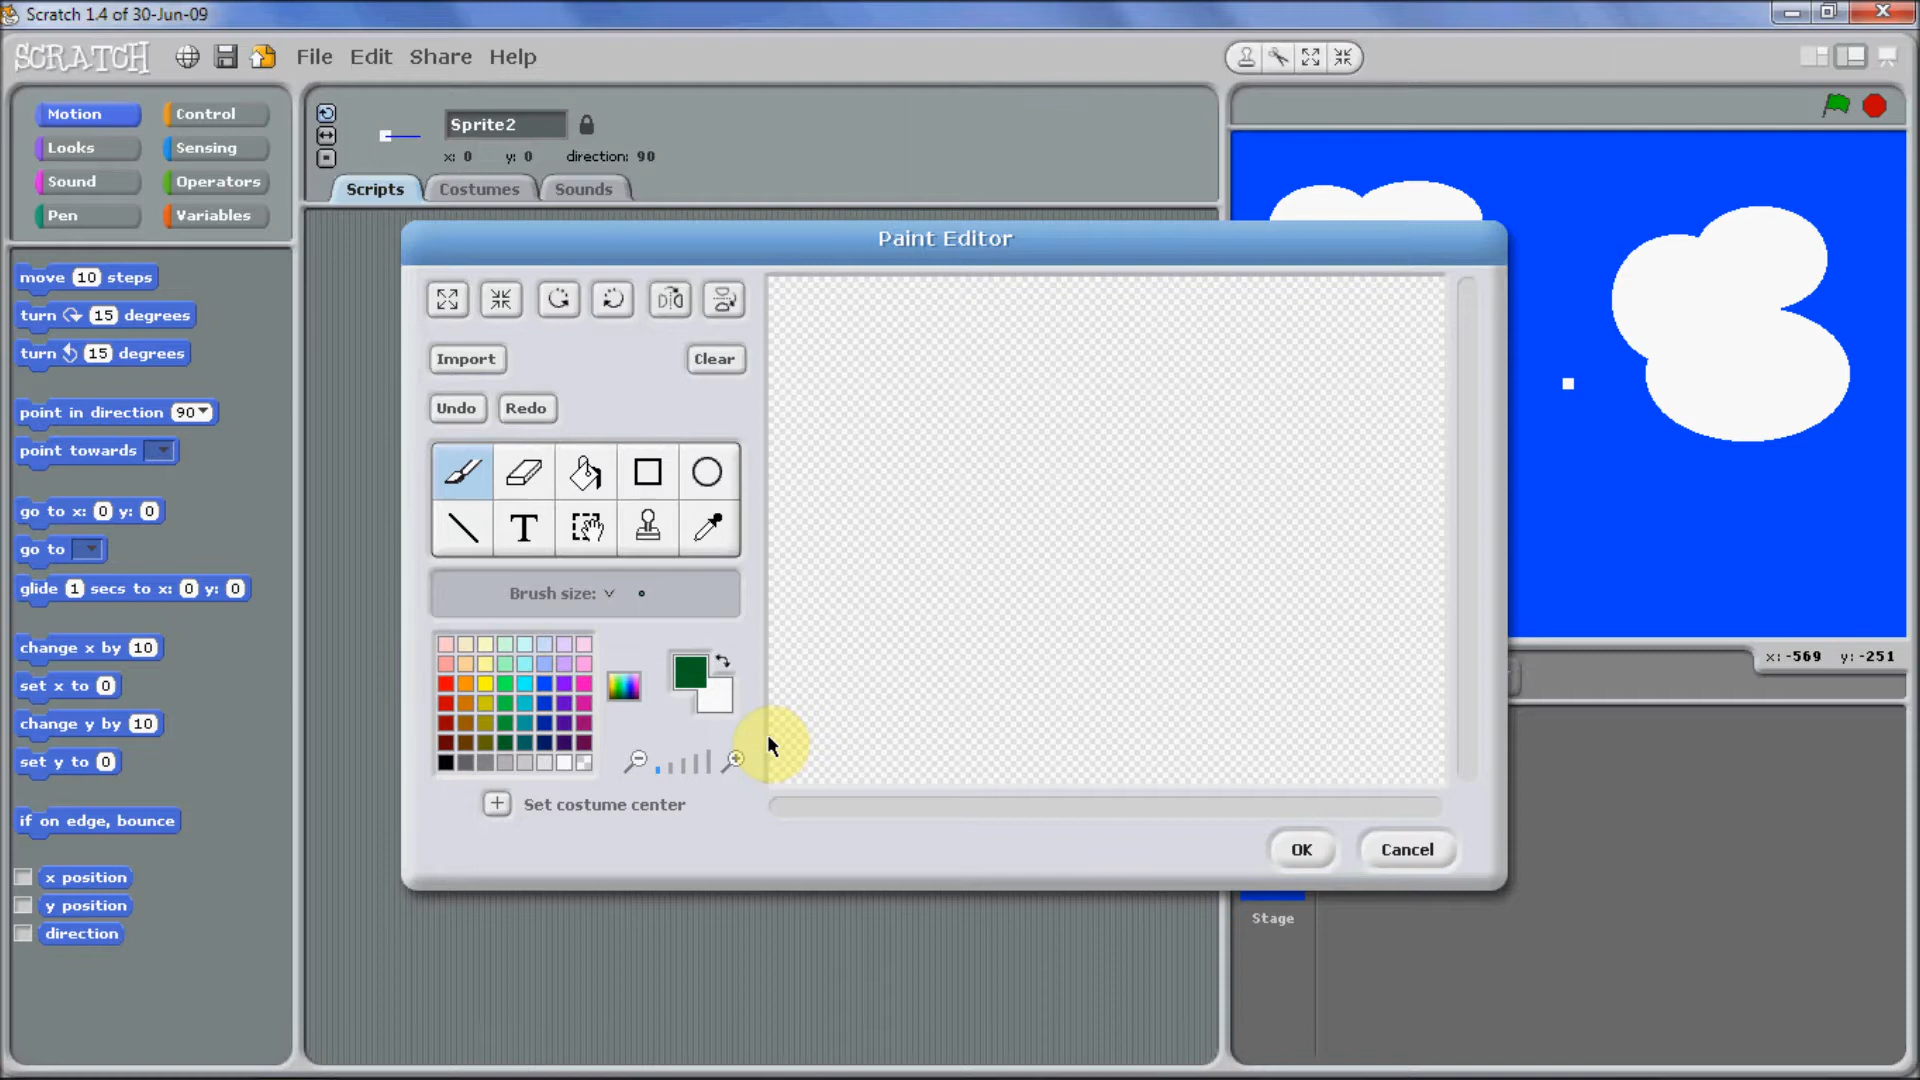 Scratch 1.4 of 30-Jun-09
SCRATCH File Edit Share Help
Motion Control
Looks Sensing
Sound Operators
Pen Variables
Sprite2
x: 0 y: 0 direction: 90
Scripts Costumes Sounds
move 10 steps
turn 15 degrees
turn 15 degrees
point in direction 90
point towards
go to x: 0 y: 0
go to
glide 1 secs to x: 0 y: 0
change x by 10
set x to 0
change y by 10
set y to 0
if on edge, bounce
x position
y position
direction
Paint Editor
Import Clear
Undo Redo
T
Brush size:
Set costume center
OK Cancel
x: -569 y: -251
Stage